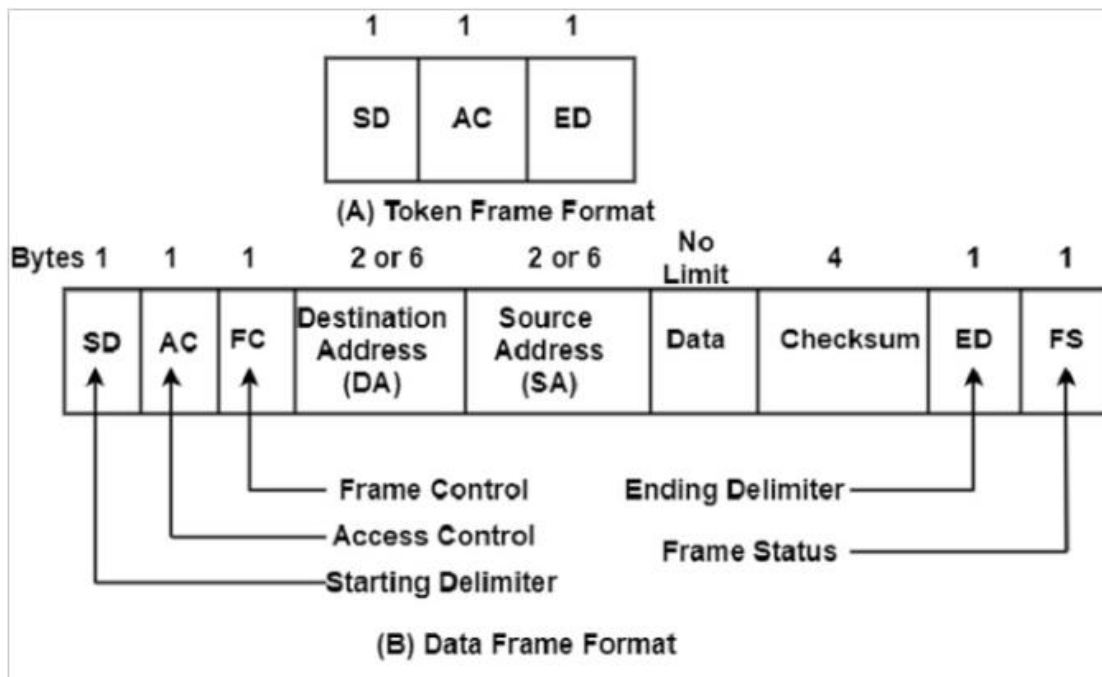 1 1 1
SD AC ED
(A) Token Frame Format
Bytes 1 1 1 2 or 6 2 or 6 No Limit 4 1 1
SD AC FC Destination Address (DA) Source Address (SA) Data Checksum ED FS
Frame Control Ending Delimiter
Access Control
Frame Status
Starting Delimiter
(B) Data Frame Format